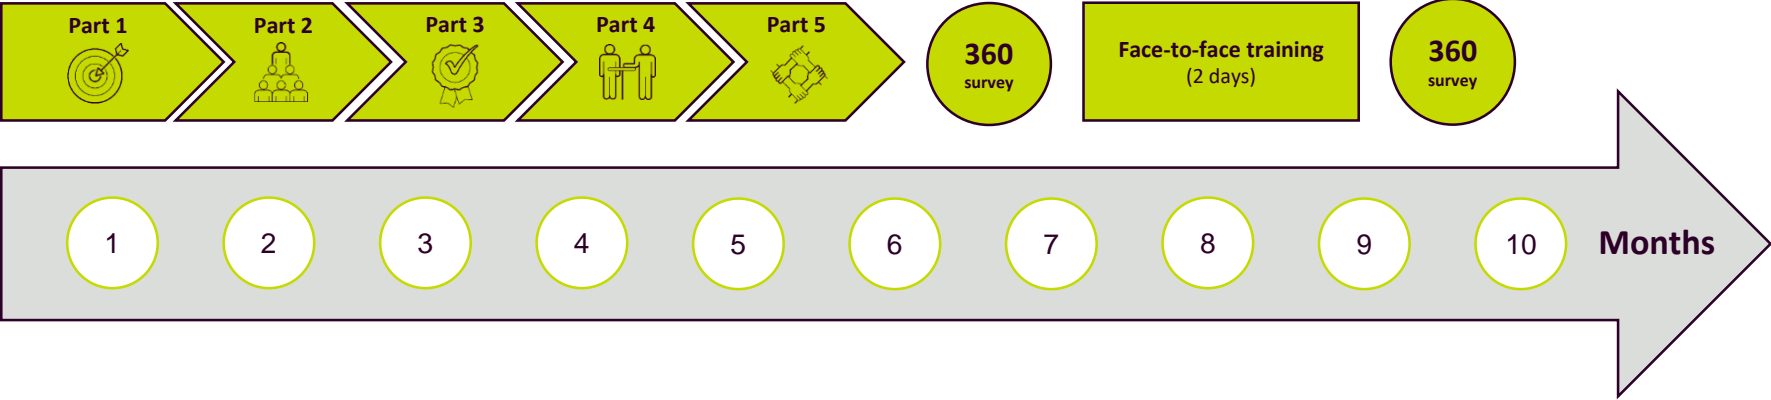 Part 1
Part 2
Part 3
Part 4
Part 5
360
survey
Face-to-face training
(2 days)
360
survey
1
2
3
4
5
6
7
8
9
10
Months